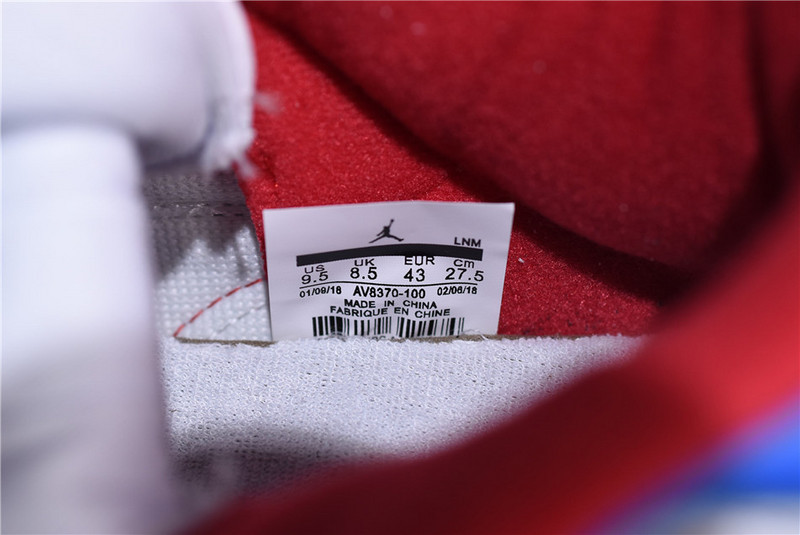 LNM
US UK EUR cm
9.5 8.5 43 27.5
01/09/18 AV8370-100 02/06/18
MADE IN CHINA
FABRIQUE EN CHINE